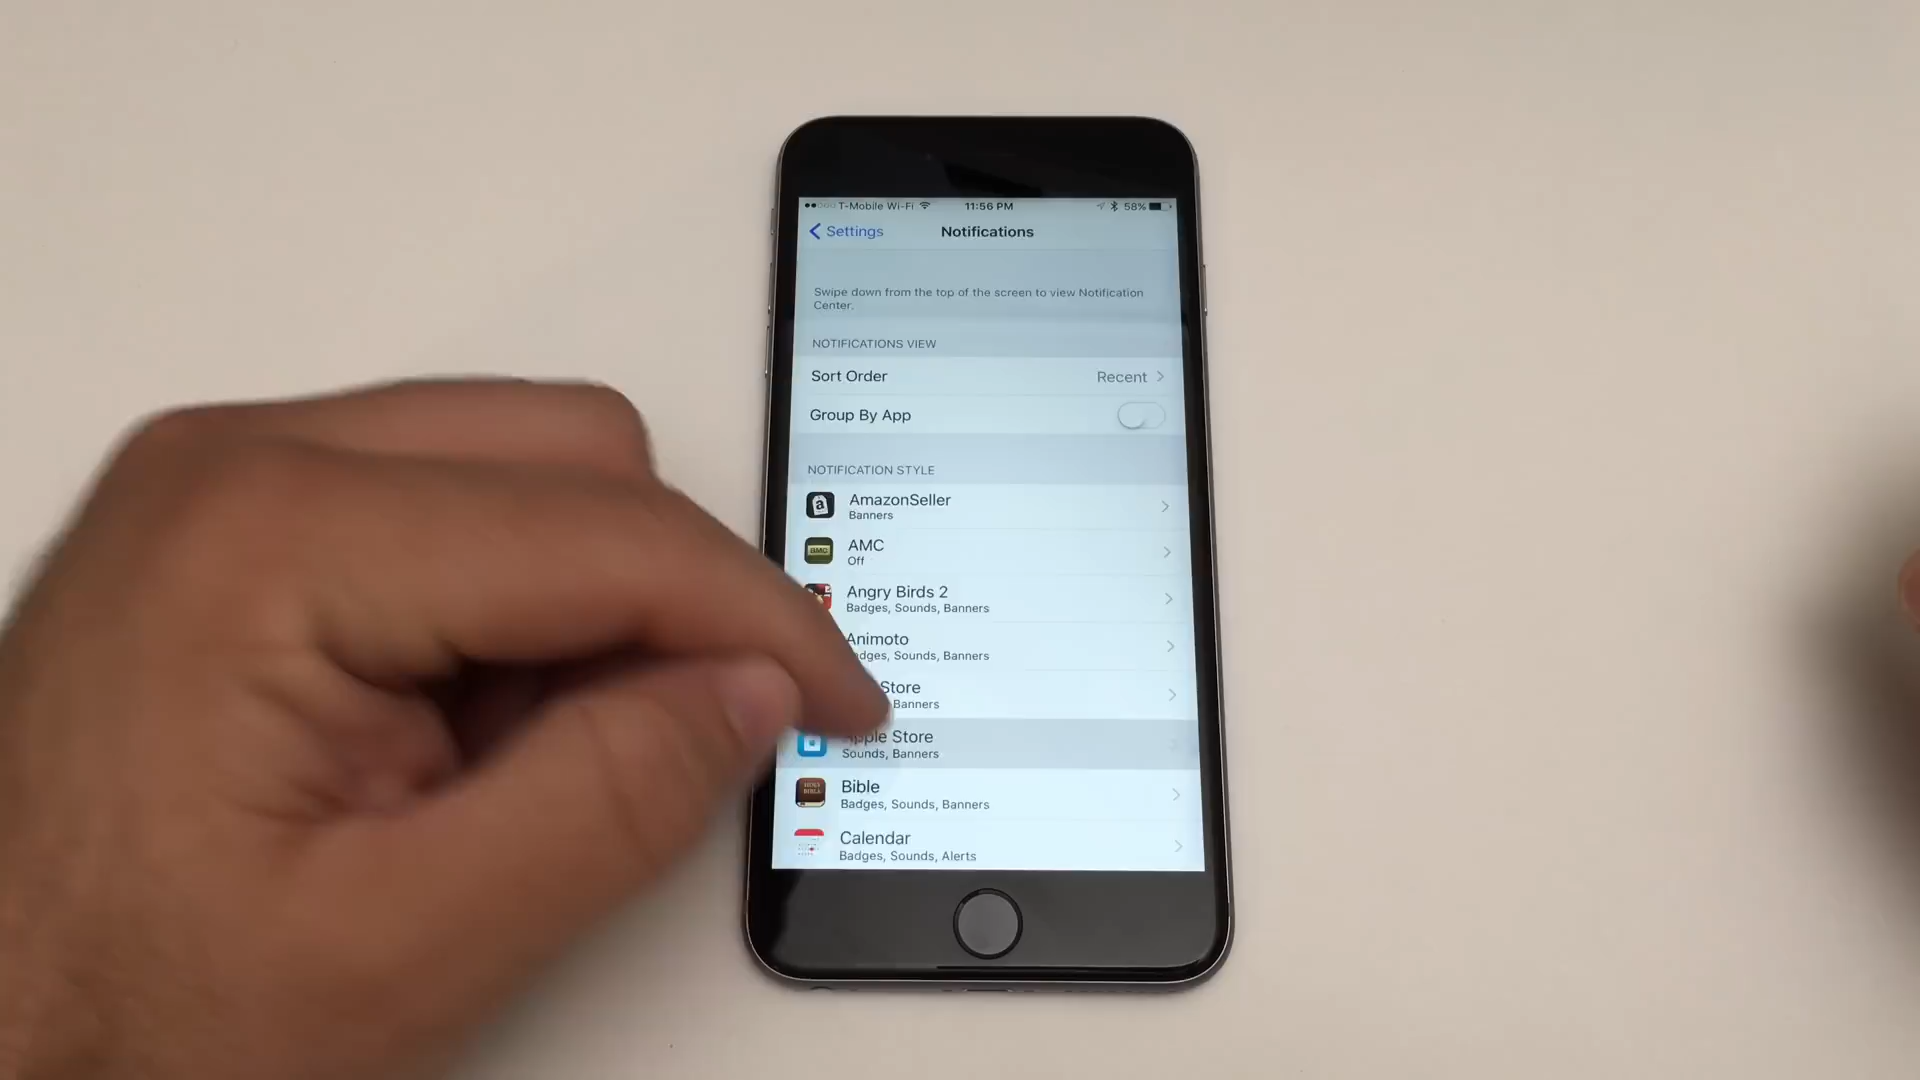 T-Mobile Wi-Fi 11:56 PM 58%
Settings Notifications
Swipe down from the top of the screen to view Notification
Center.
NOTIFICATIONS VIEW
Sort Order Recent
Group By App
NOTIFICATION STYLE
AmazonSeller
Banners
AMC
Off
Angry Birds 2
Badges, Sounds, Banners
Animoto
Badges, Sounds, Banners
Store
Banners
Apple Store
Sounds, Banners
Bible
Badges, Sounds, Banners
Calendar
Badges, Sounds, Alerts